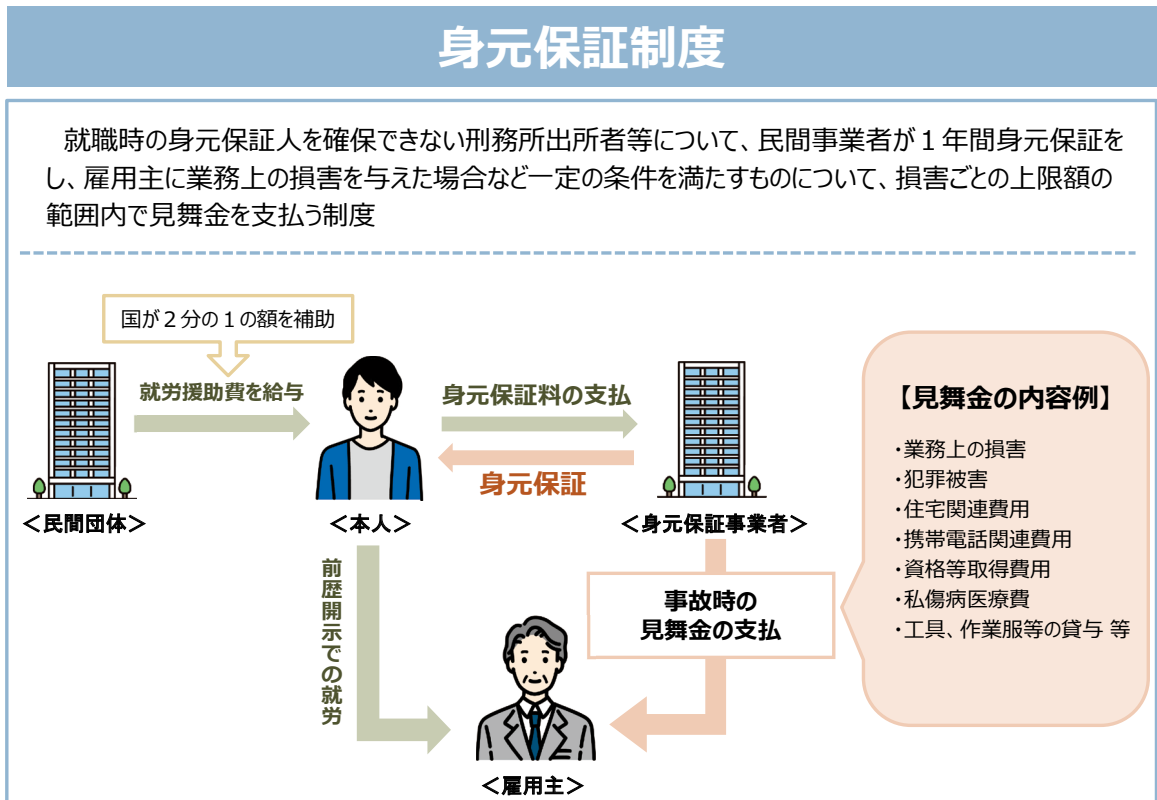 身元保証制度
就職時の身元保証人を確保できない刑務所出所者等について、民間事業者が１年間身元保証を
し、雇用主に業務上の損害を与えた場合など一定の条件を満たすものについて、損害ごとの上限額の
範囲内で見舞金を支払う制度
国が２分の１の額を補助
就労援助費を給与
身元保証料の支払
身元保証
＜民間団体＞
＜本人＞
＜身元保証事業者＞
前歴開示での就労
事故時の
見舞金の支払
＜雇用主＞
【見舞金の内容例】
・業務上の損害
・犯罪被害
・住宅関連費用
・携帯電話関連費用
・資格等取得費用
・私傷病医療費
・工具、作業服等の貸与 等